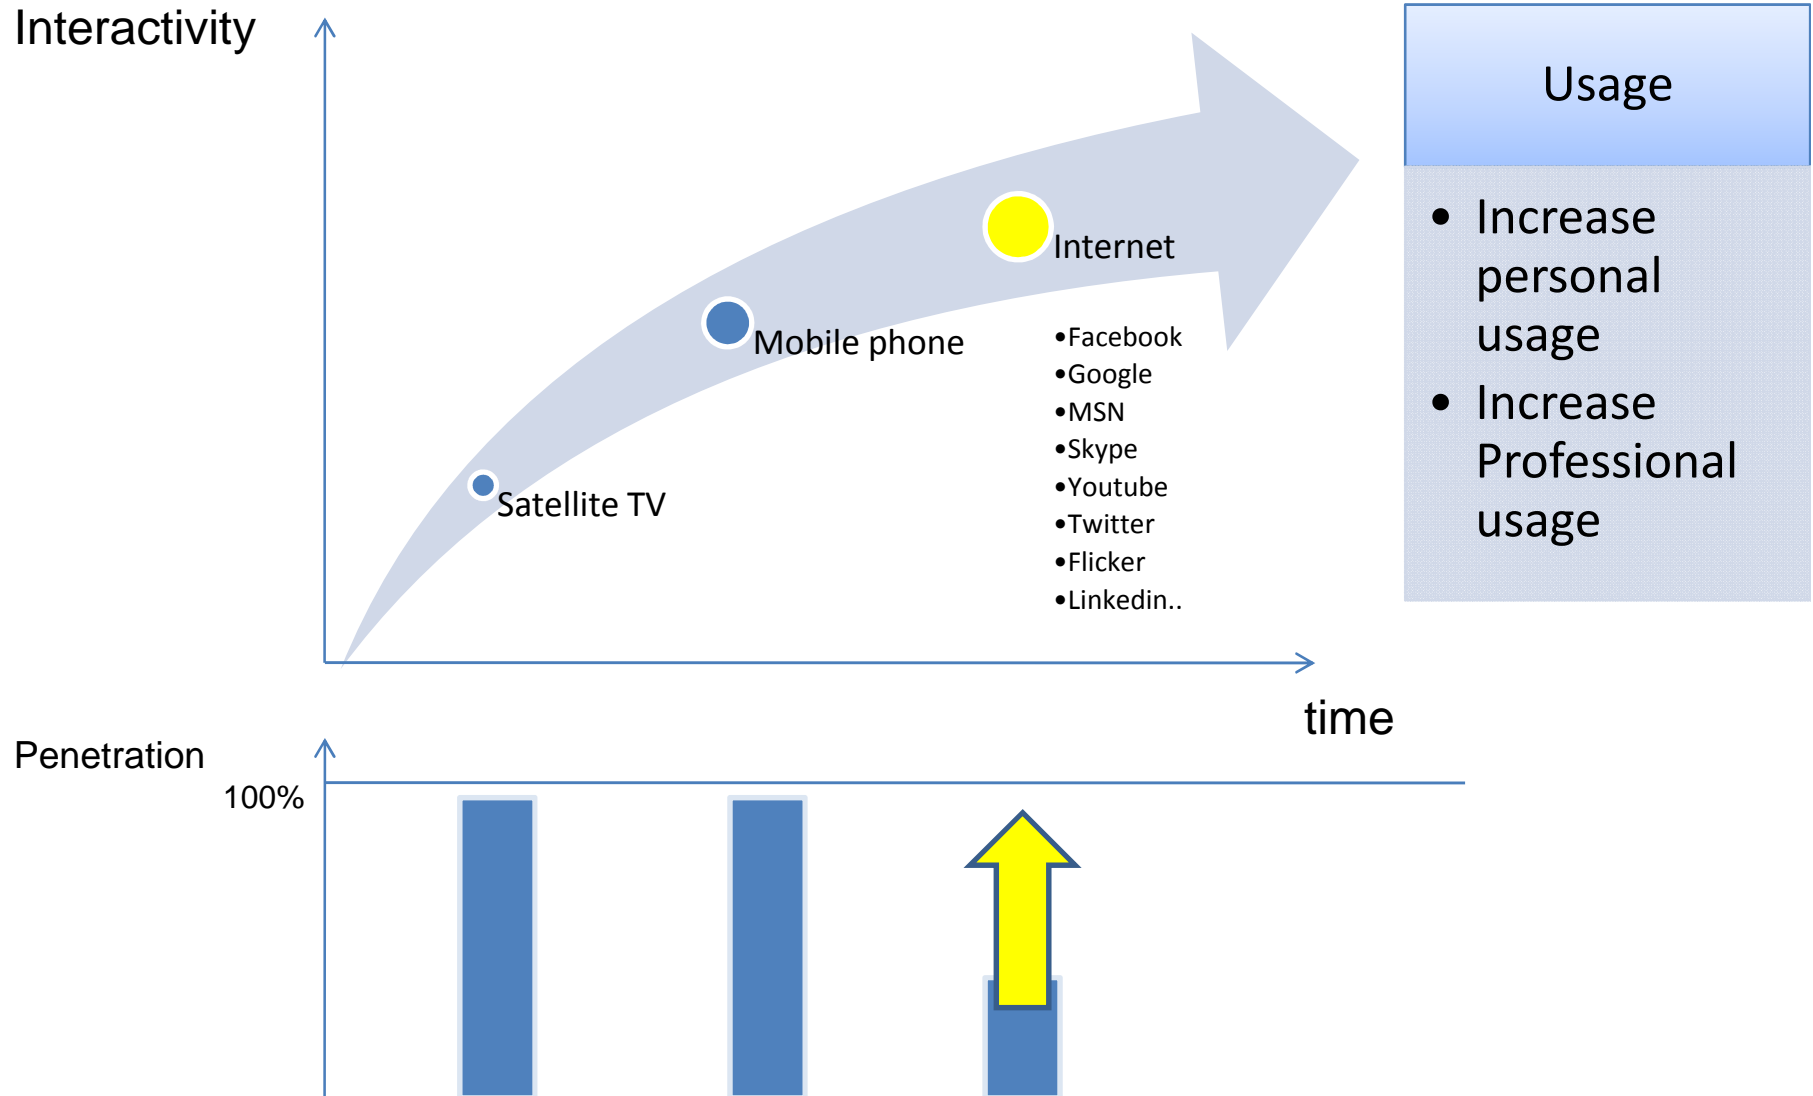 Interactivity
Usage
• Increase
personal
usage
• Increase
Professional
usage
Internet
Mobile phone
Satellite TV
•Facebook
•Google
•MSN
•Skype
•Youtube
•Twitter
•Flicker
•Linkedin..
time
Penetration
100%